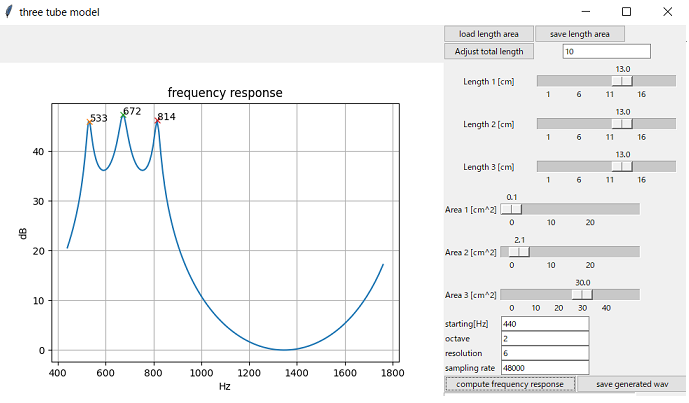 three tube model
load length area save length area
Adjust total length 10
13.0
Length 1 [cm]
1 6 11 16
13.0
Length 2 [cm]
1 6 11 16
13.0
Length 3 [cm]
1 6 11 16
0.1
Area 1 [cm^2]
0 10 20
2.1
Area 2 [cm^2]
0 10 20
30.0
Area 3 [cm^2]
0 10 20 30 40
starting[Hz] 440
octave 2
resolution 6
sampling rate 48000
compute frequency response save generated wav
frequency response
533
672
814
40
30
20
10
0
dB
400 600 800 1000 1200 1400 1600 1800
Hz